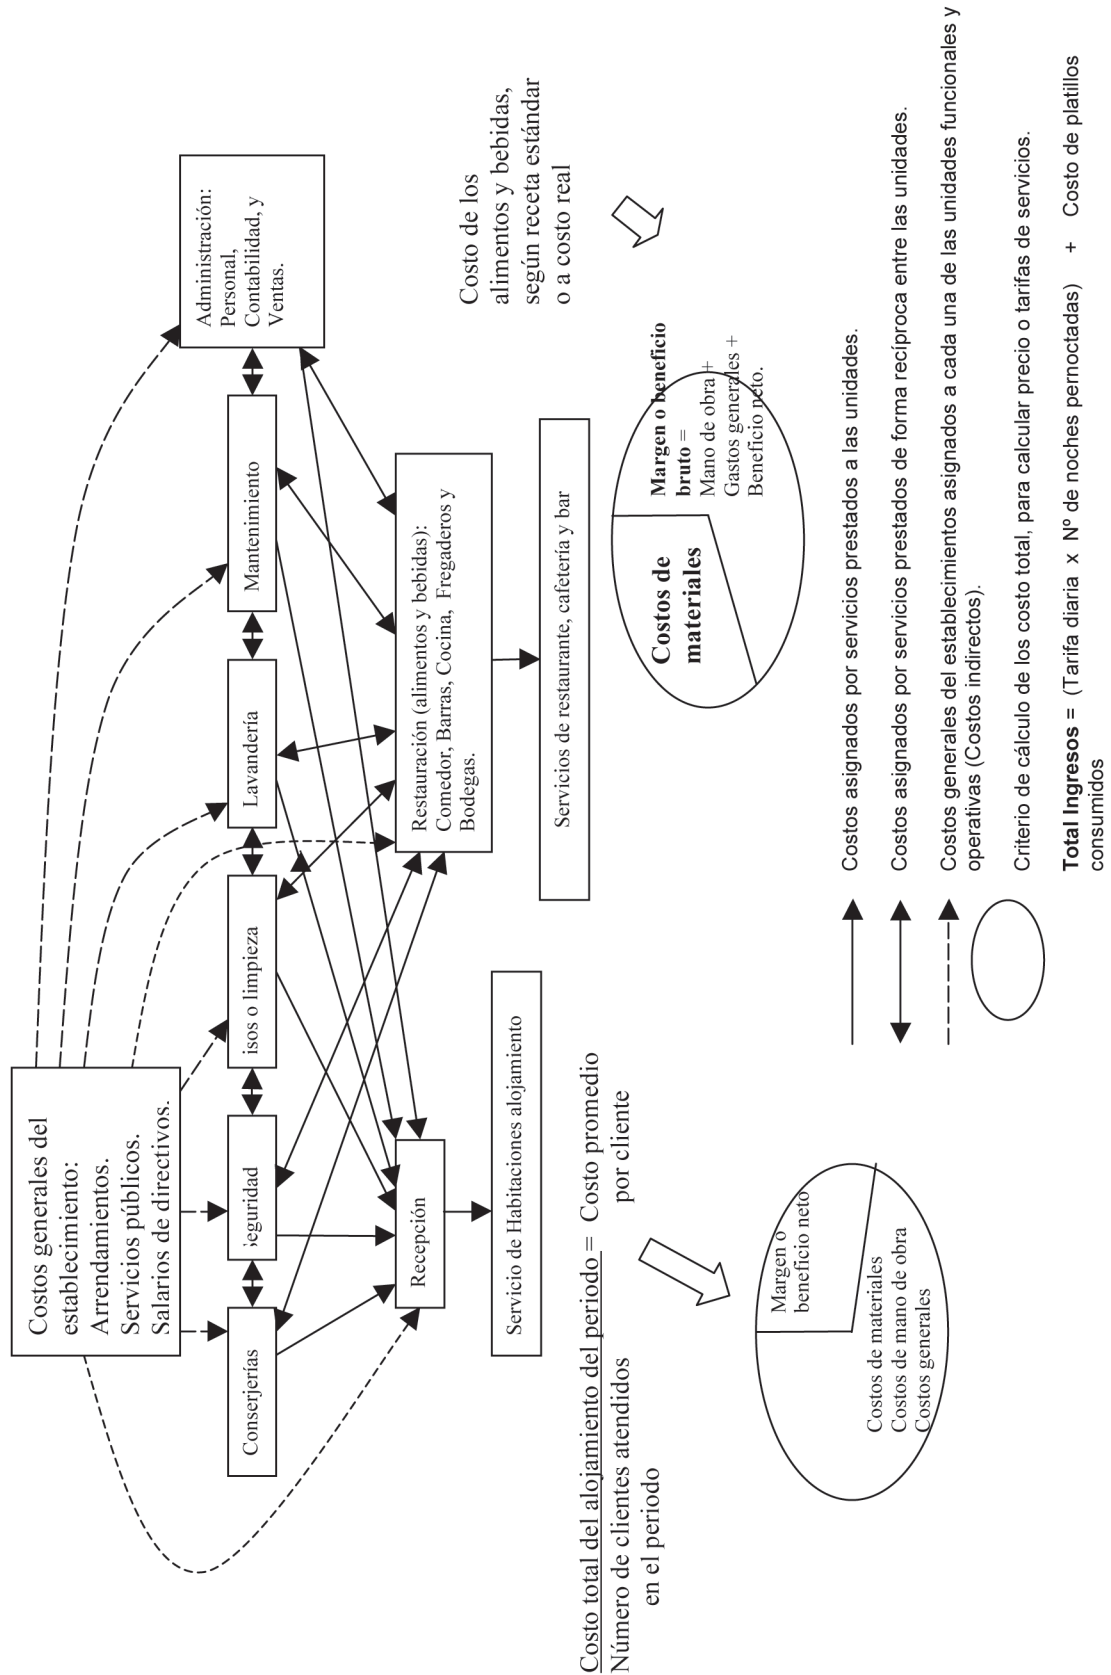 Costos generales del
establecimiento:
Arrendamientos.
Servicios públicos.
Salarios de directivos.
Conserjerías
seguridad
isos o limpieza
Lavandería
Mantenimiento
Administración:
Personal,
Contabilidad, y
Ventas.
Recepción
Restauración (alimentos y bebidas):
Comedor, Barras, Cocina, Fregaderos y
Bodegas.
Servicio de Habitaciones alojamiento
Servicios de restaurante, cafetería y bar
Costo de los
alimentos y bebidas,
según receta estándar
o a costo real
Costo total del alojamiento del periodo = Costo promedio
Número de clientes atendidos por cliente
en el periodo
Margen o
beneficio neto
Costos de materiales
Costos de mano de obra
Costos generales
Costos de
materiales
Margen o beneficio
bruto =
Mano de obra +
Gastos generales +
Beneficio neto.
Costos asignados por servicios prestados a las unidades.
Costos asignados por servicios prestados de forma recíproca entre las unidades.
Costos generales del establecimientos asignados a cada una de las unidades funcionales y
operativas (Costos indirectos).
Criterio de cálculo de los costo total, para calcular precio o tarifas de servicios.
Total Ingresos = (Tarifa diaria x Nº de noches pernoctadas) + Costo de platillos
consumidos